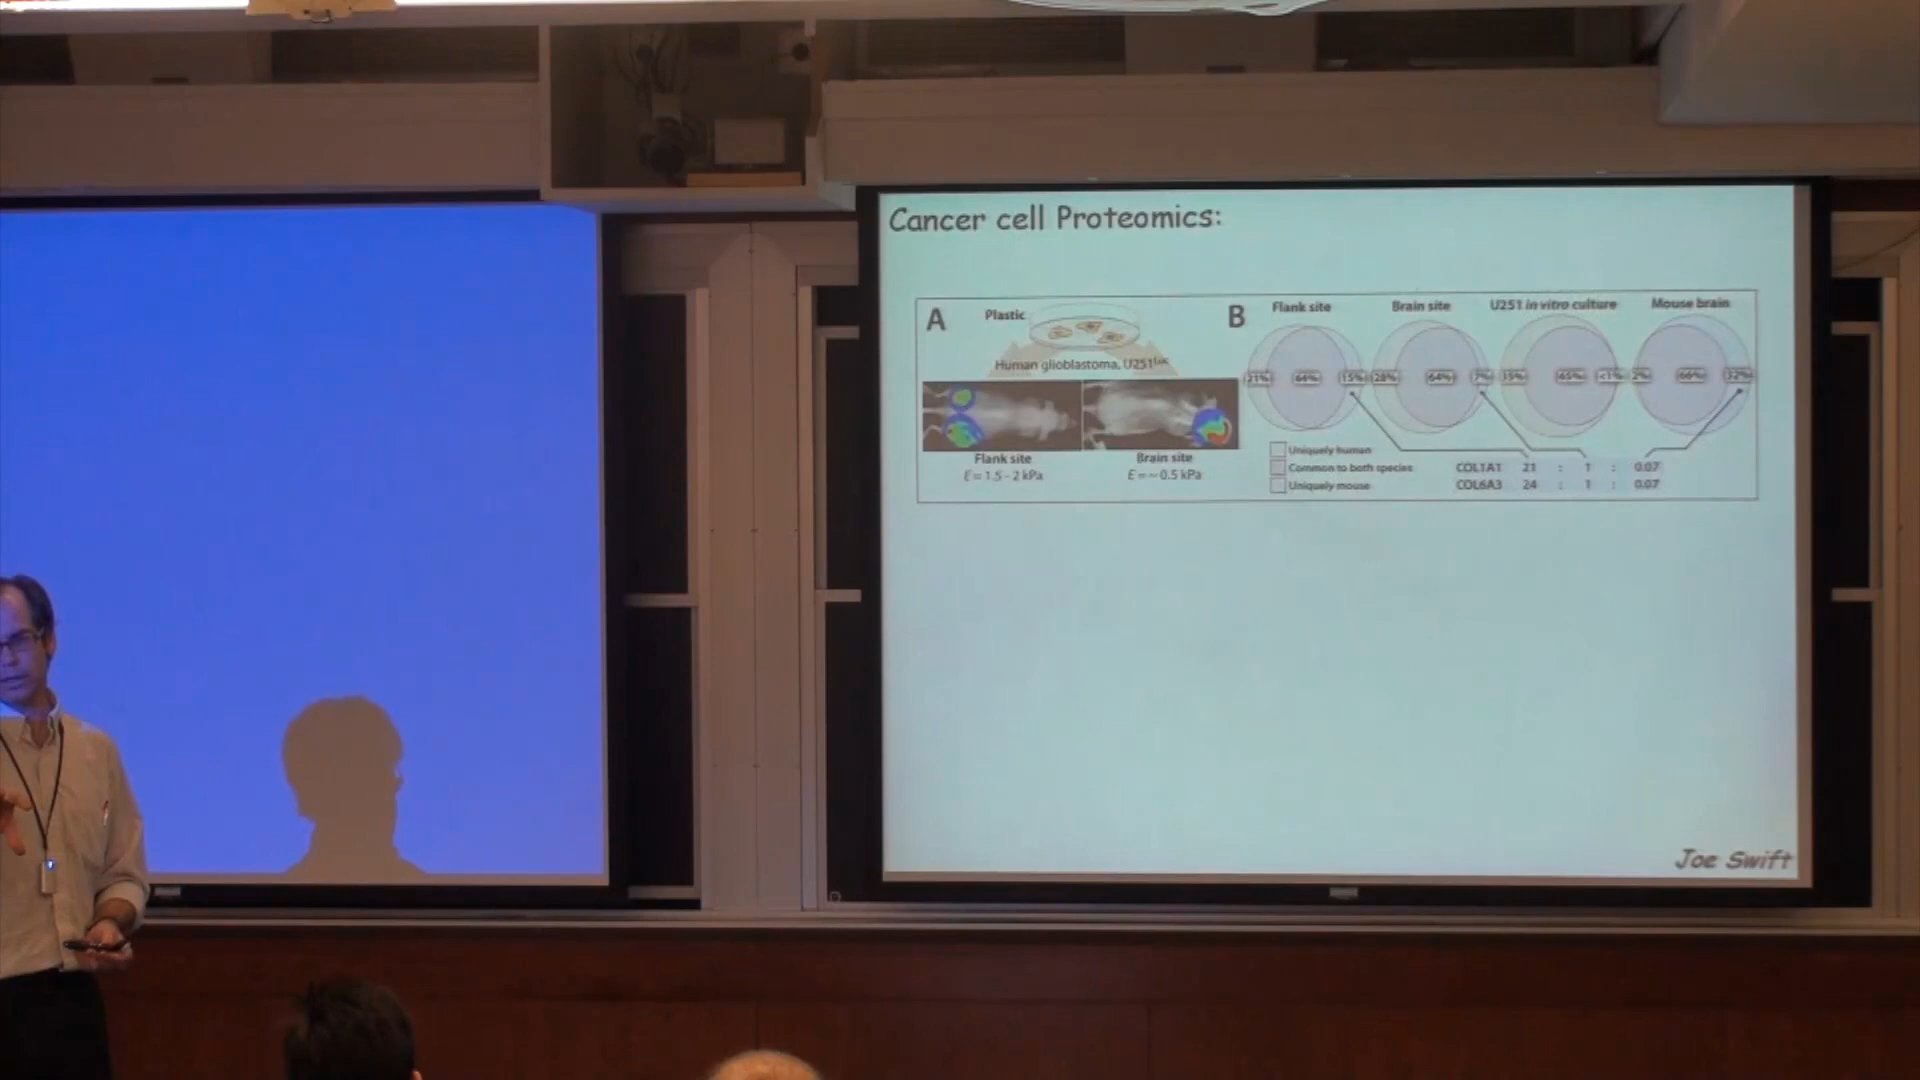 Cancer cell Proteomics:
A
Plastic
Human glioblastoma, U251Luc
Flank site
E = 1.5 - 2 kPa
Brain site
E = ~ 0.5 kPa
B
Flank site
Brain site
U251 in vitro culture
Mouse brain
21% 64% 15% 28% 64% 7% 35% 65% <1% 2% 66% 32%
Uniquely human
Common to both species
Uniquely mouse
COL1A1 21 : 1 : 0.07
COL6A3 24 : 1 : 0.07
Joe Swift